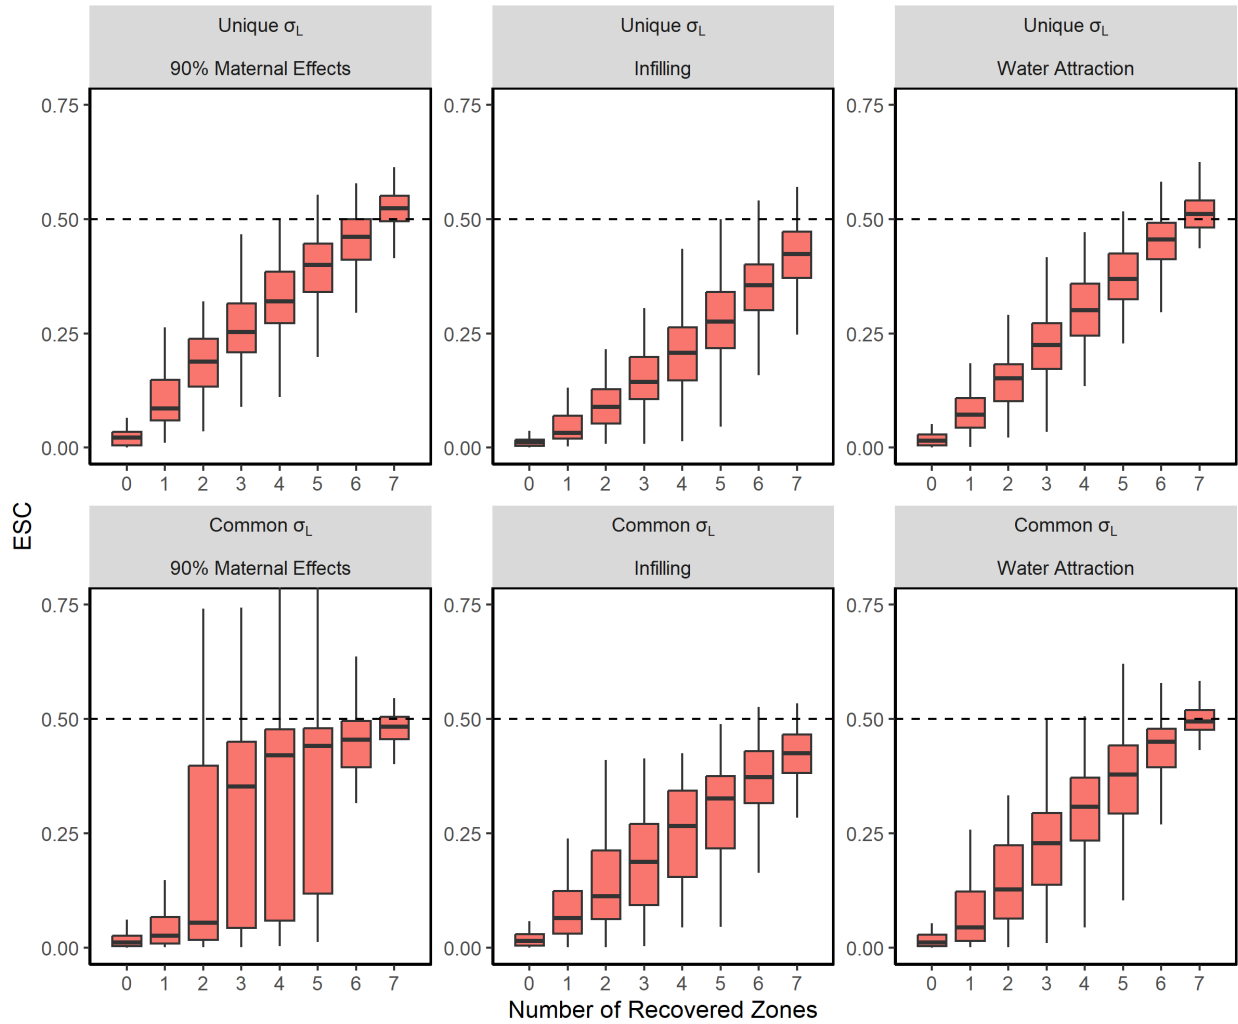 Unique σL
90% Maternal Effects
Unique σL
Infilling
Unique σL
Water Attraction
0.75
0.50
0.25
0.00
0 1 2 3 4 5 6 7
0.75
0.50
0.25
0.00
0 1 2 3 4 5 6 7
0.75
0.50
0.25
0.00
0 1 2 3 4 5 6 7
ESC
Common σL
90% Maternal Effects
Common σL
Infilling
Common σL
Water Attraction
0.75
0.50
0.25
0.00
0 1 2 3 4 5 6 7
0.75
0.50
0.25
0.00
0 1 2 3 4 5 6 7
0.75
0.50
0.25
0.00
0 1 2 3 4 5 6 7
Number of Recovered Zones